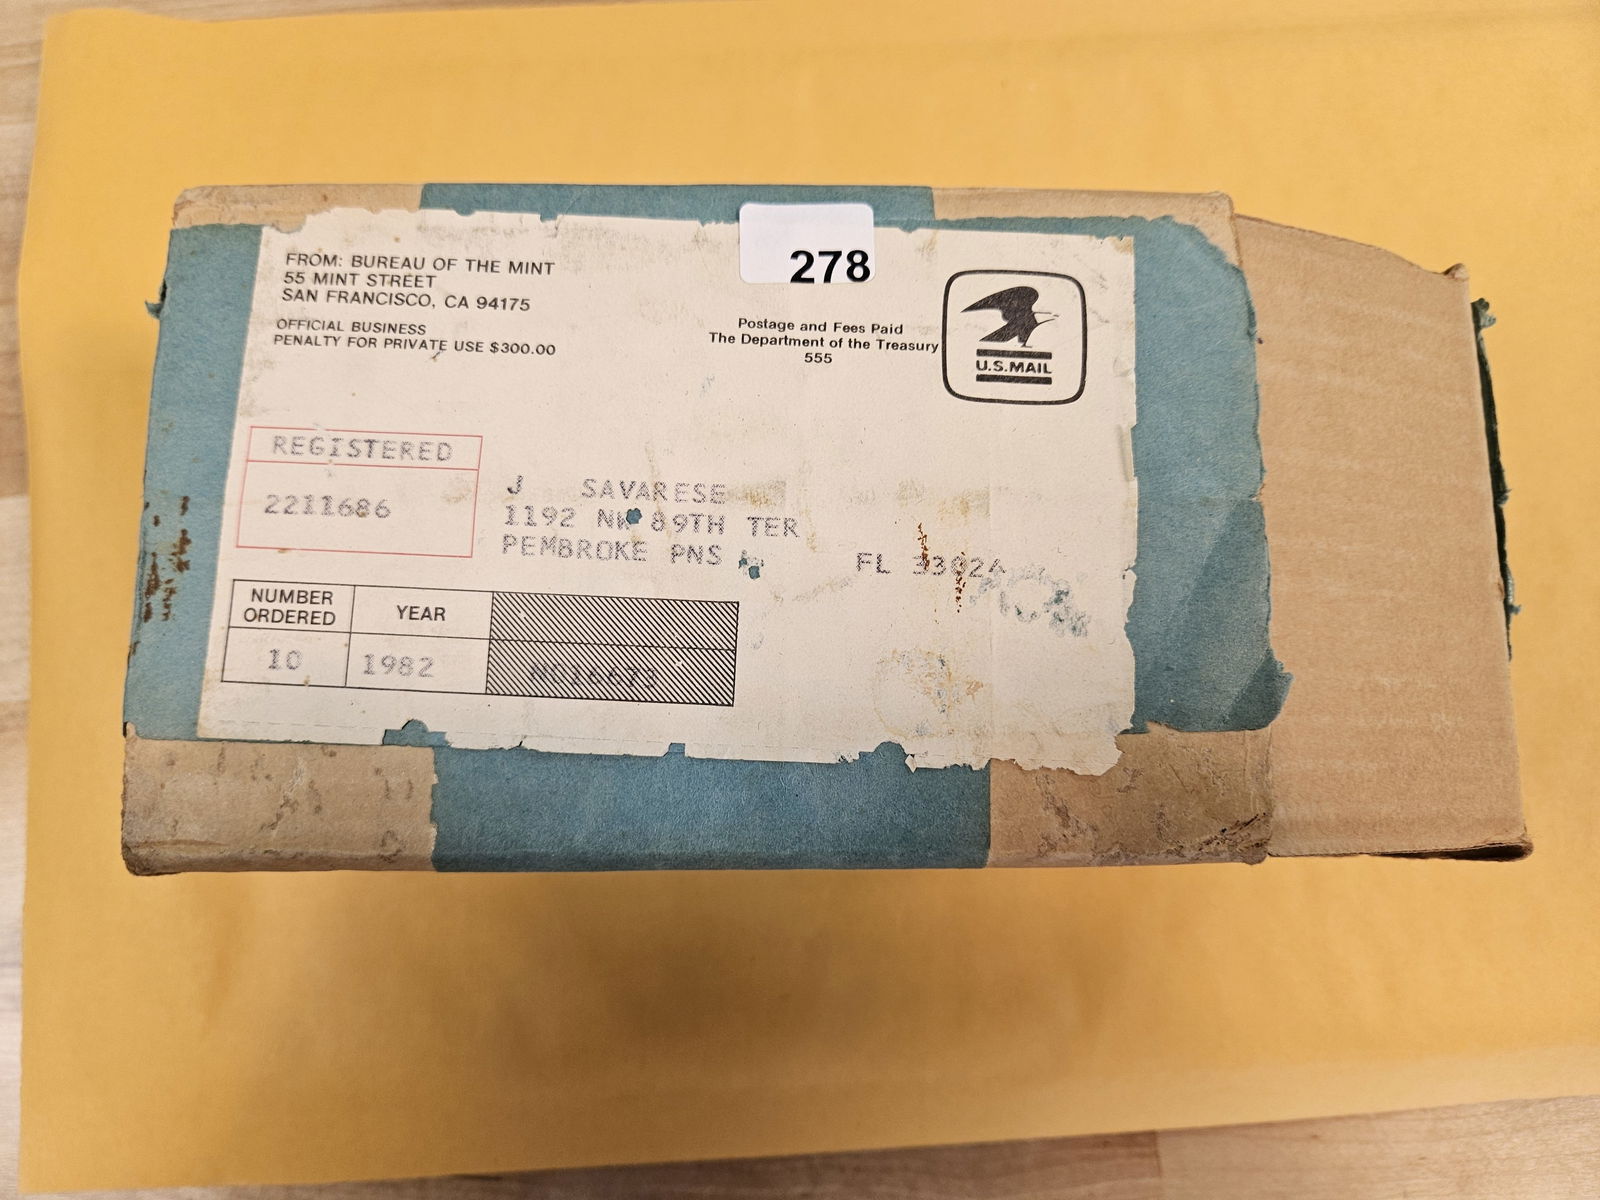 278
FROM: BUREAU OF THE MINT
55 MINT STREET
SAN FRANCISCO, CA 94175
OFFICIAL BUSINESS
PENALTY FOR PRIVATE USE $300.00
Postage and Fees Paid
The Department of the Treasury
555
U.S.MAIL
REGISTERED
2211686
J SAVARESE
1192 NW 89TH TER
PEMBROKE PNS FL
NUMBER ORDERED
YEAR
10
1982